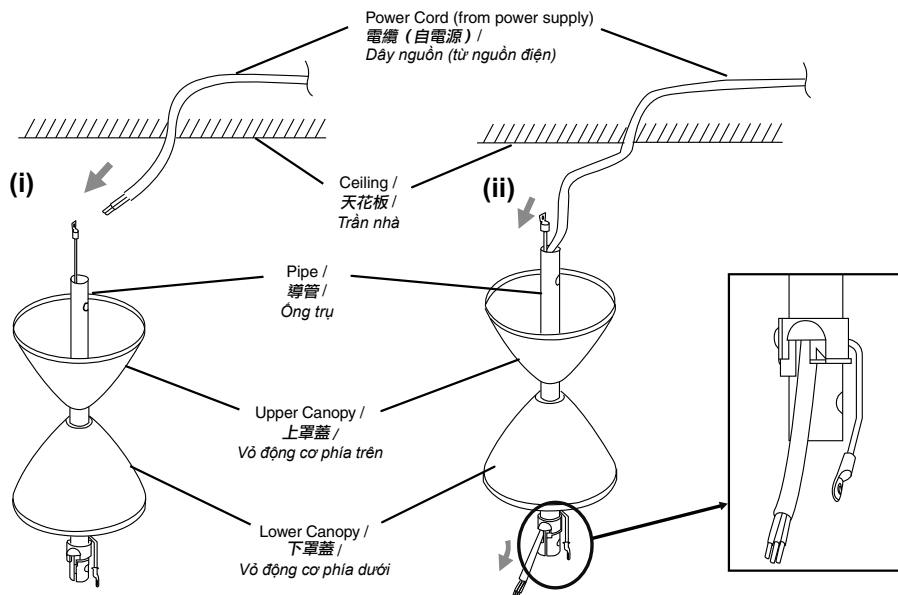 Power Cord (from power supply)
電纜（自電源）/
Dây nguồn (từ nguồn điện)
(i)
Ceiling /
天花板 /
Trần nhà
(ii)
Pipe /
導管 /
Ống trụ
Upper Canopy /
上罩蓋 /
Vỏ động cơ phía trên
Lower Canopy /
下罩蓋 /
Vỏ động cơ phía dưới